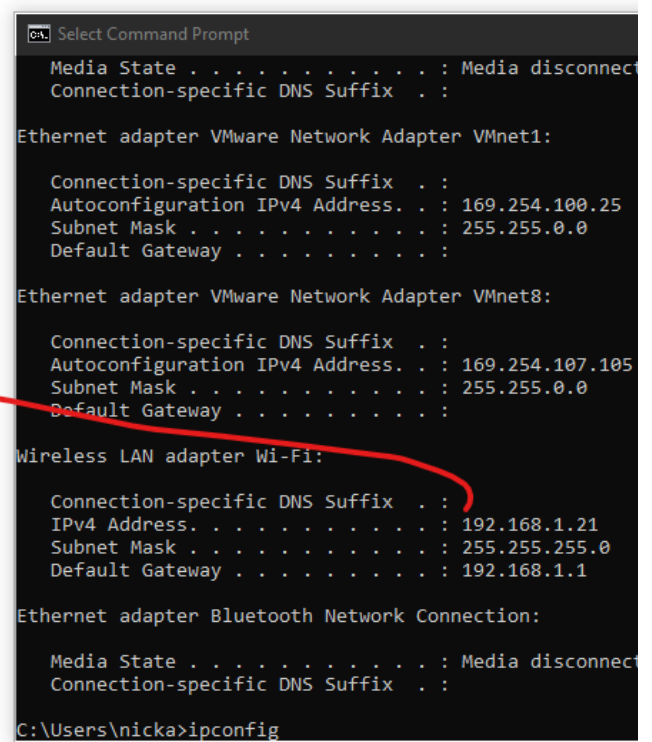 Select Command Prompt
Media State . . . . . . . . . . . : Media disconnect
Connection-specific DNS Suffix  . :
Ethernet adapter VMware Network Adapter VMnet1:
Connection-specific DNS Suffix  . :
Autoconfiguration IPv4 Address. . : 169.254.100.25
Subnet Mask . . . . . . . . . . . : 255.255.0.0
Default Gateway . . . . . . . . . :
Ethernet adapter VMware Network Adapter VMnet8:
Connection-specific DNS Suffix  . :
Autoconfiguration IPv4 Address. . : 169.254.107.105
Subnet Mask . . . . . . . . . . . : 255.255.0.0
Default Gateway . . . . . . . . . :
Wireless LAN adapter Wi-Fi:
Connection-specific DNS Suffix  . :
IPv4 Address. . . . . . . . . . . : 192.168.1.21
Subnet Mask . . . . . . . . . . . : 255.255.255.0
Default Gateway . . . . . . . . . : 192.168.1.1
Ethernet adapter Bluetooth Network Connection:
Media State . . . . . . . . . . . : Media disconnect
Connection-specific DNS Suffix  . :
C:\Users\nicka>ipconfig